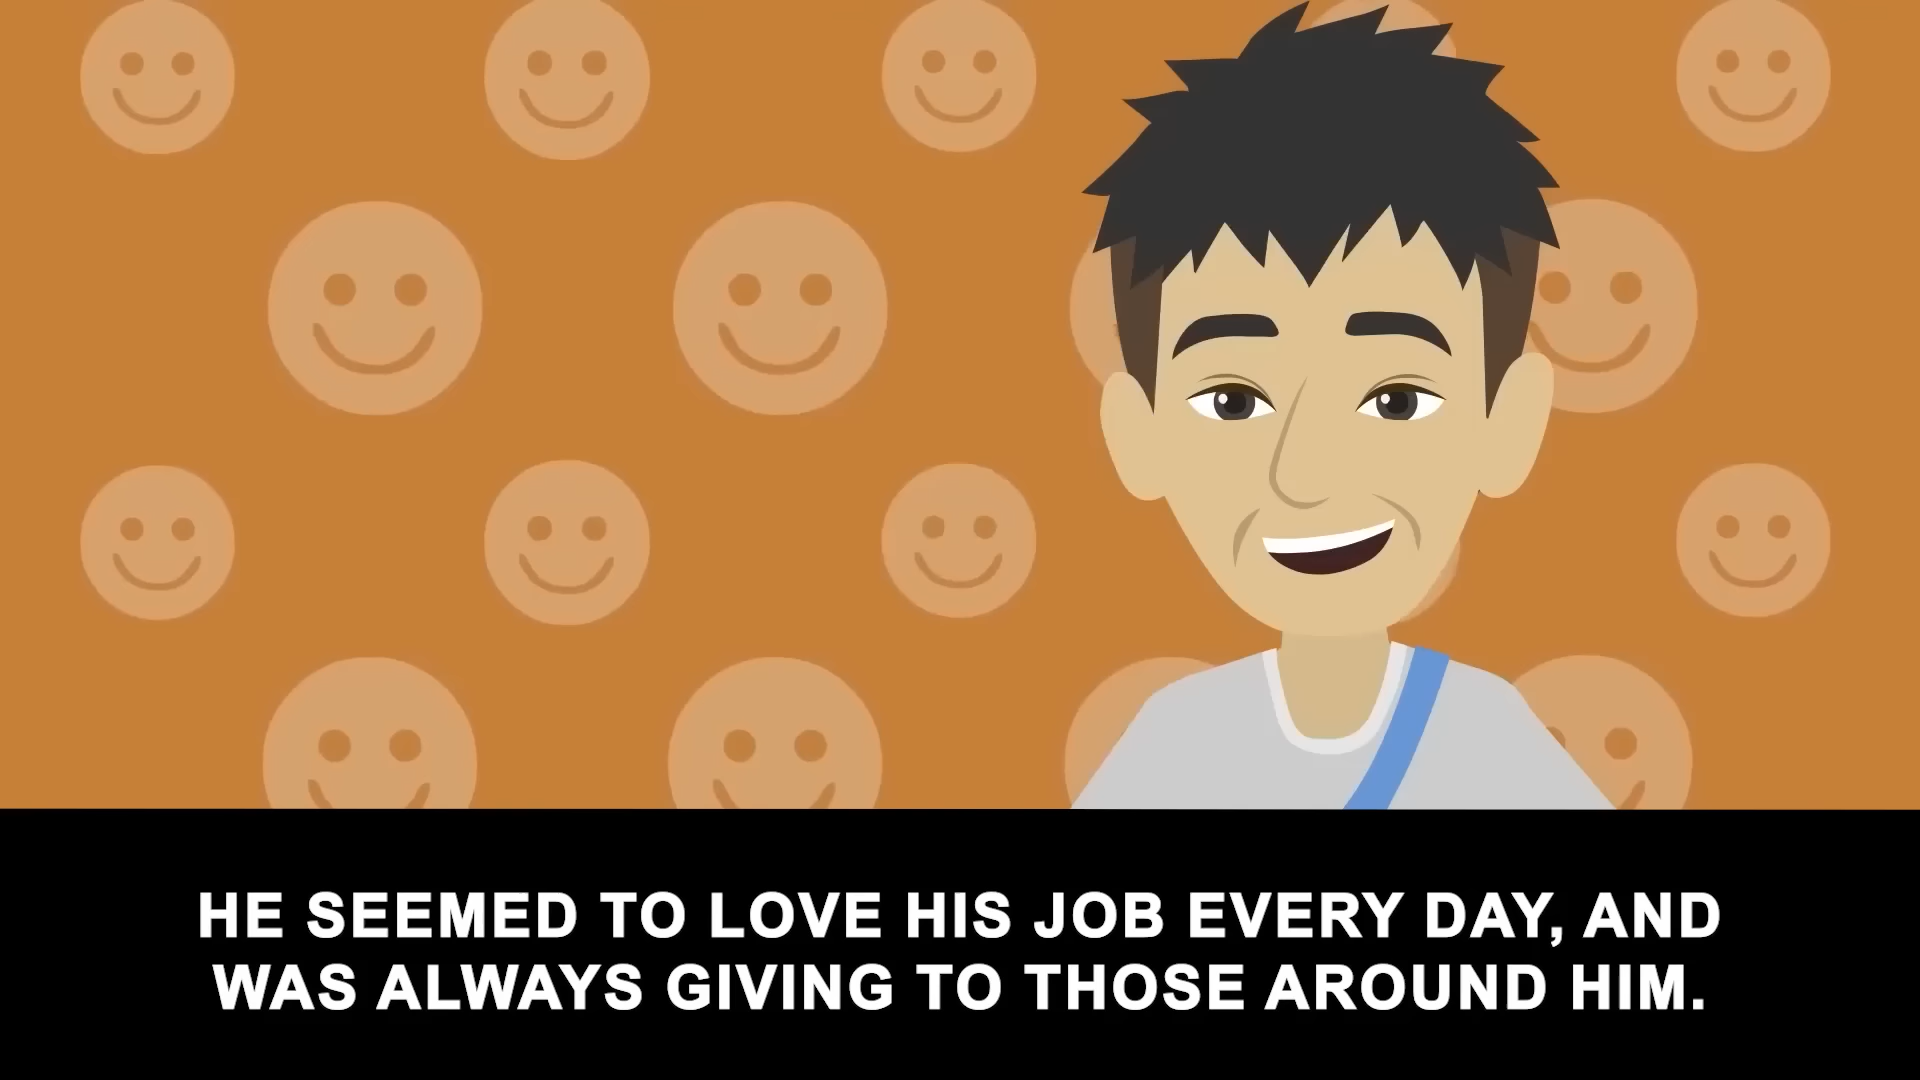 HE SEEMED TO LOVE HIS JOB EVERY DAY, AND
WAS ALWAYS GIVING TO THOSE AROUND HIM.